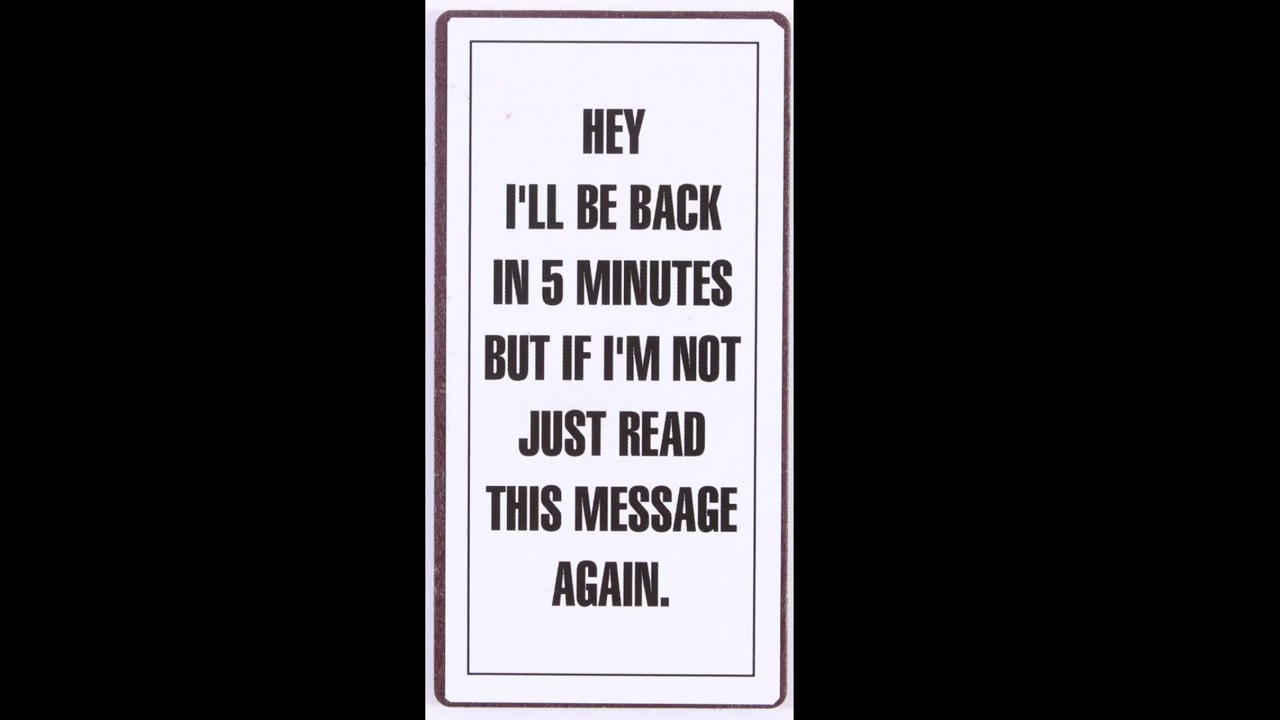 HEY
I'LL BE BACK
IN 5 MINUTES
BUT IF I'M NOT
JUST READ
THIS MESSAGE
AGAIN.